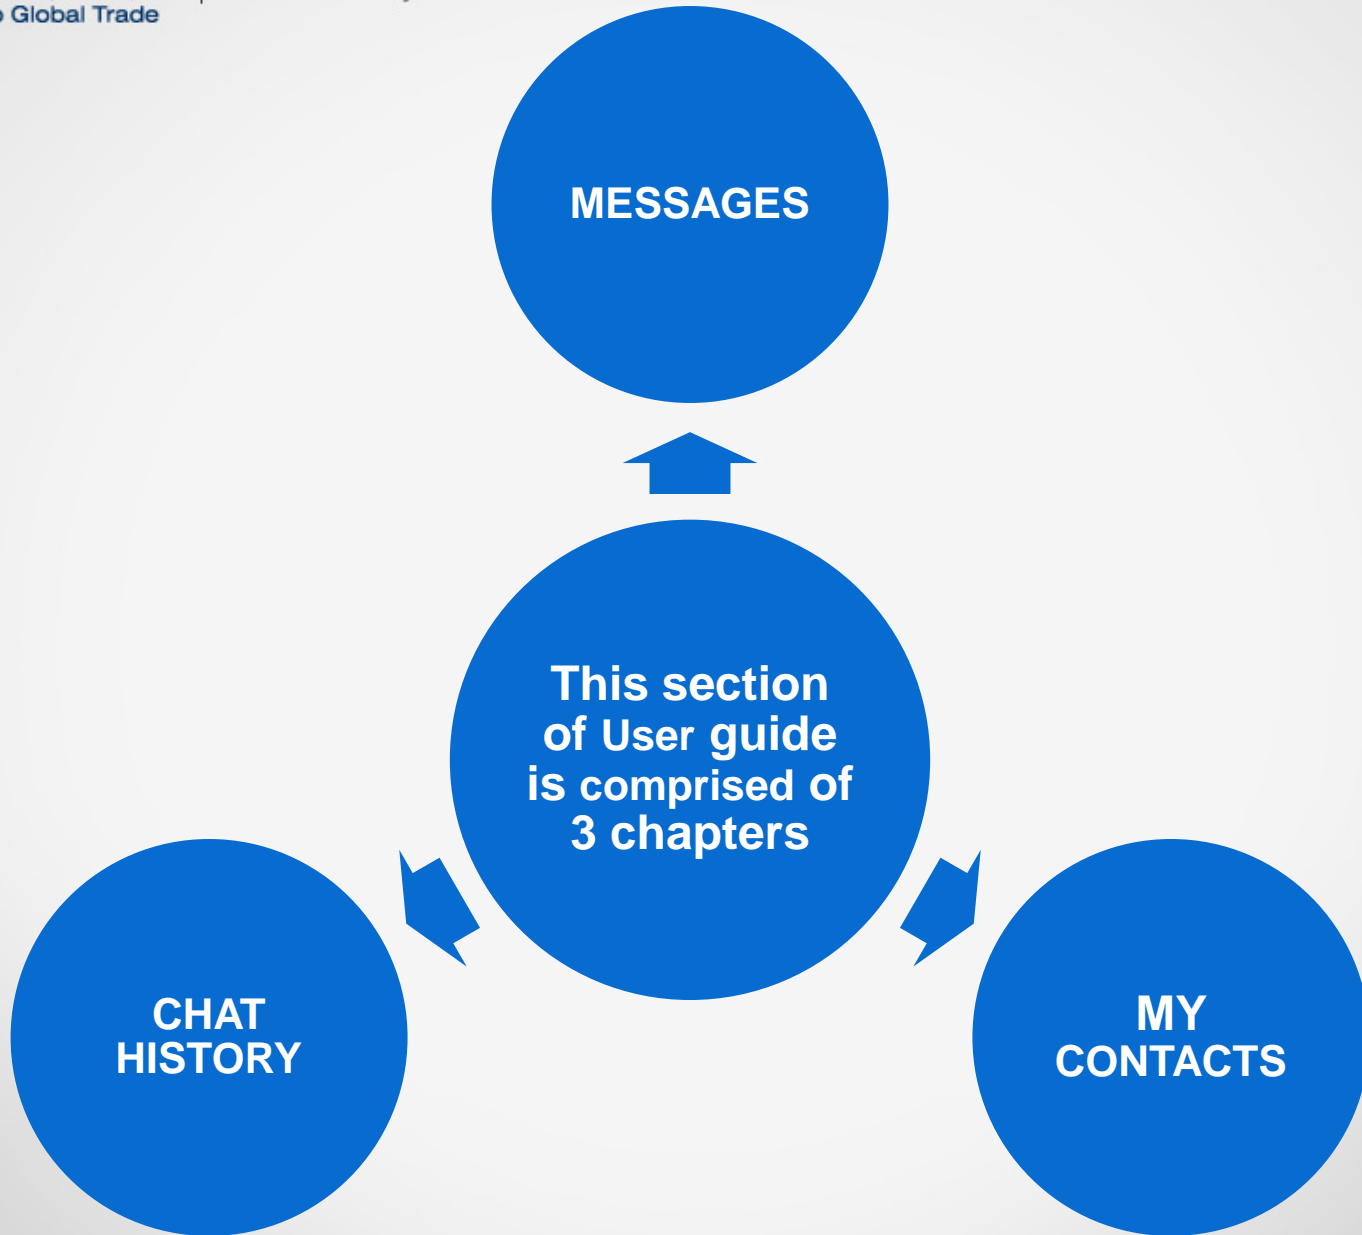 Global Trade
MESSAGES
This section
of User guide
is comprised of
3 chapters
CHAT
HISTORY
MY
CONTACTS